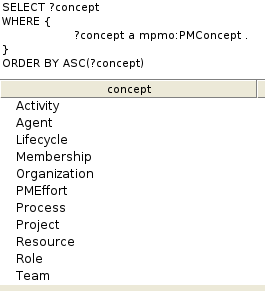 SELECT ?concept
WHERE {
?concept a mpmo:PMConcept .
}
ORDER BY ASC(?concept)
concept
Activity
Agent
Lifecycle
Membership
Organization
PMEffort
Process
Project
Resource
Role
Team